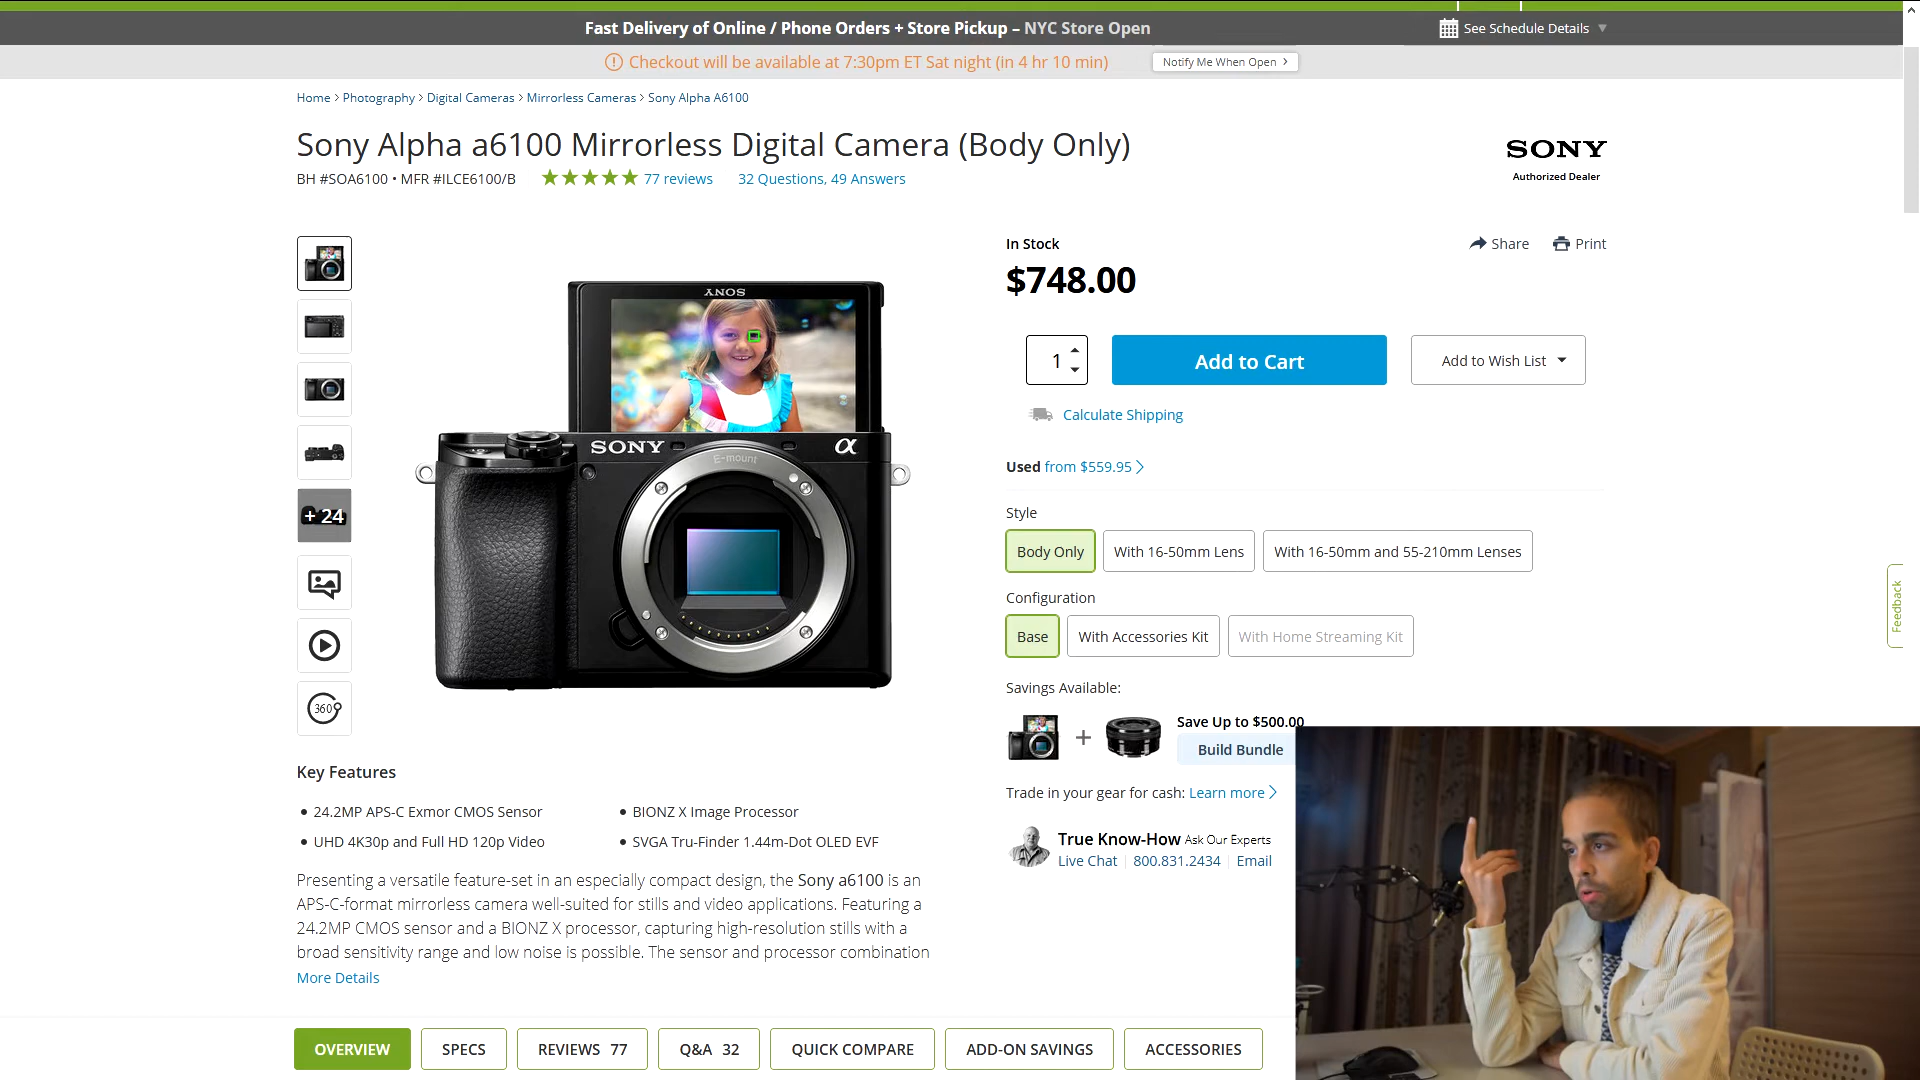 Fast Delivery of Online / Phone Orders + Store Pickup – NYC Store Open
See Schedule Details
Checkout will be available at 7:30pm ET Sat night (in 4 hr 10 min)
Notify Me When Open
Home > Photography > Digital Cameras > Mirrorless Cameras > Sony Alpha A6100
Sony Alpha a6100 Mirrorless Digital Camera (Body Only)
BH #SOA6100 • MFR #ILCE6100/B
77 reviews
32 Questions, 49 Answers
SONY
Authorized Dealer
In Stock
Share
Print
$748.00
1
Add to Cart
Add to Wish List
Calculate Shipping
Used from $559.95
Style
Body Only
With 16-50mm Lens
With 16-50mm and 55-210mm Lenses
Configuration
Base
With Accessories Kit
With Home Streaming Kit
Savings Available:
Save Up to $500.00
Build Bundle
Trade in your gear for cash: Learn more
True Know-How Ask Our Experts
Live Chat
800.831.2434
Email
Feedback
+ 24
360
SONY
SONY
α
E-mount
Key Features
• 24.2MP APS-C Exmor CMOS Sensor
• BIONZ X Image Processor
• UHD 4K30p and Full HD 120p Video
• SVGA Tru-Finder 1.44m-Dot OLED EVF
Presenting a versatile feature-set in an especially compact design, the Sony a6100 is an
APS-C-format mirrorless camera well-suited for stills and video applications. Featuring a
24.2MP CMOS sensor and a BIONZ X processor, capturing high-resolution stills with a
broad sensitivity range and low noise is possible. The sensor and processor combination
More Details
OVERVIEW
SPECS
REVIEWS 77
Q&A 32
QUICK COMPARE
ADD-ON SAVINGS
ACCESSORIES